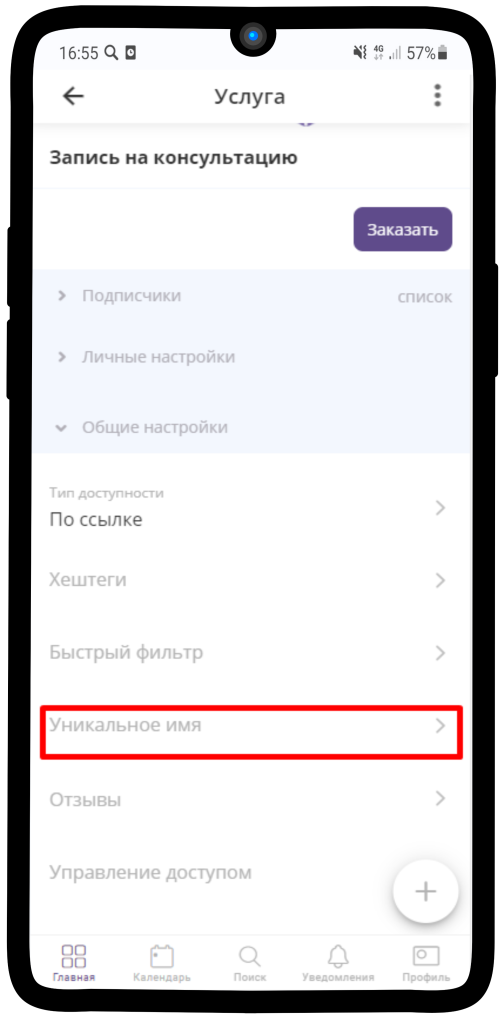 16:55 4G 57%
Услуга
Запись на консультацию
Заказать
Подписчики список
Личные настройки
Общие настройки
Тип доступности
По ссылке
Хештеги
Быстрый фильтр
Уникальное имя
Отзывы
Управление доступом
Главная Календарь Поиск Уведомления Профиль